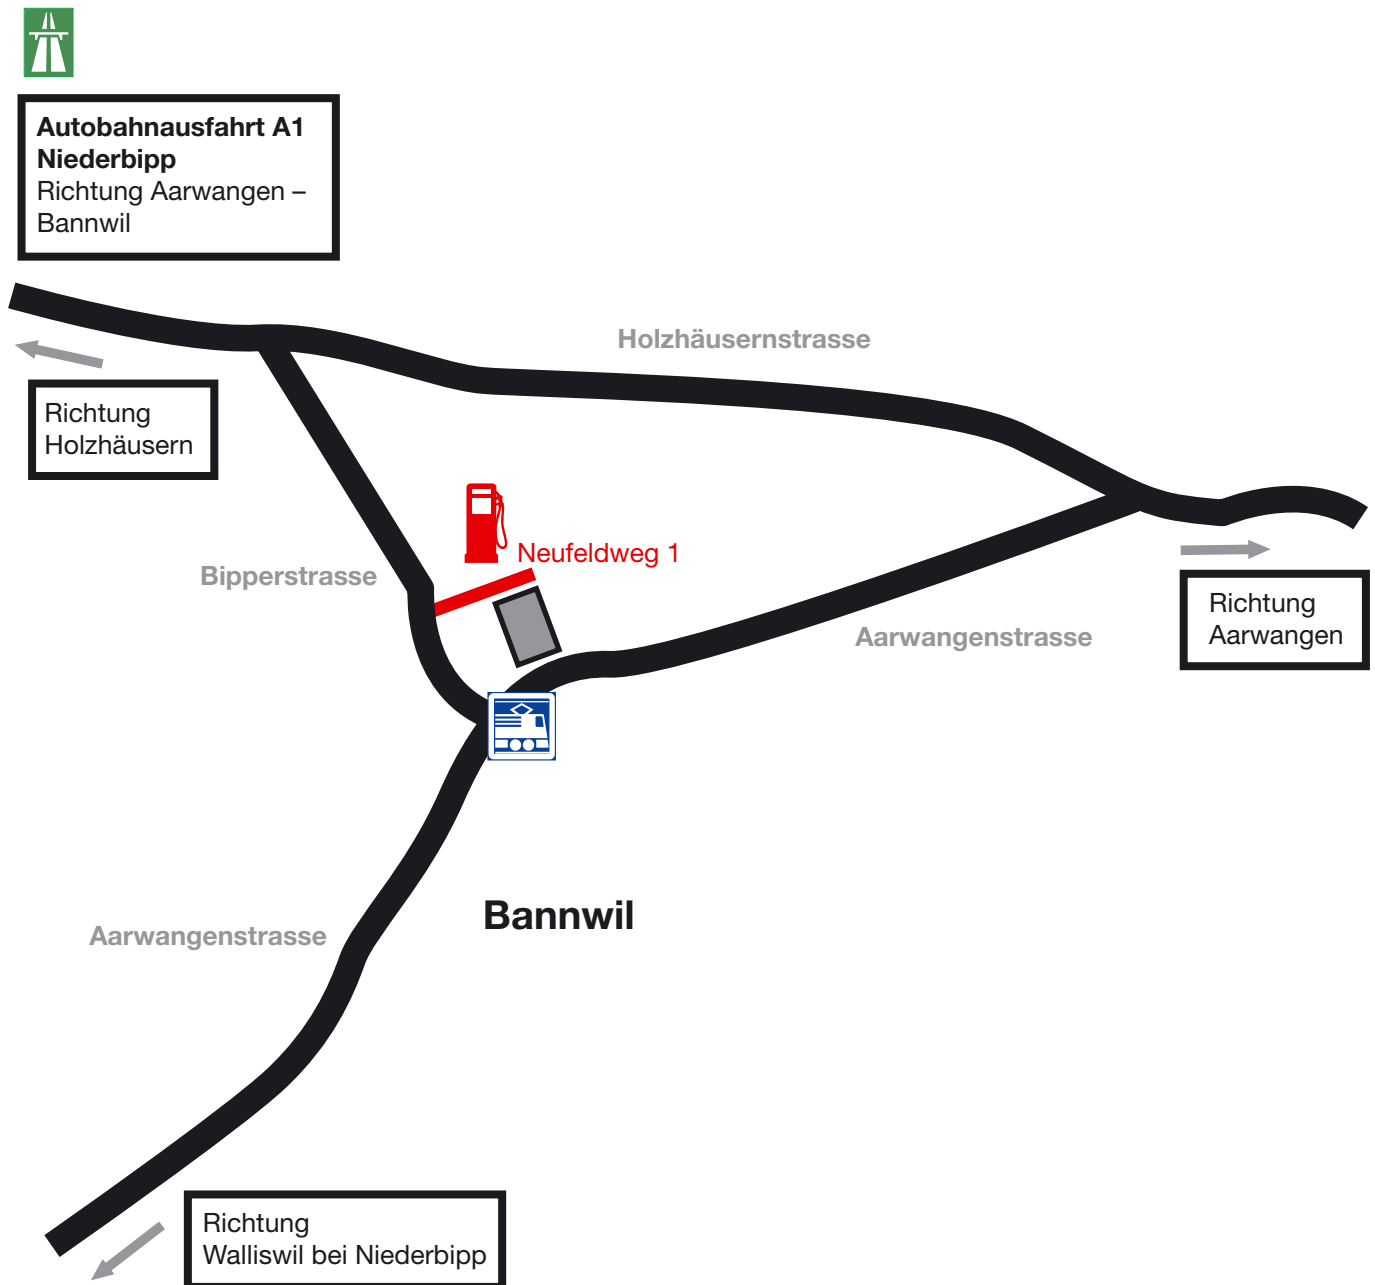 Autobahnausfahrt A1
Niederbipp
Richtung Aarwangen –
Bannwil
Holzhäusernstrasse
Richtung
Holzhäusern
Neufeldweg 1
Bipperstrasse
Richtung
Aarwangen
Aarwangenstrasse
Bannwil
Aarwangenstrasse
Richtung
Walliswil bei Niederbipp